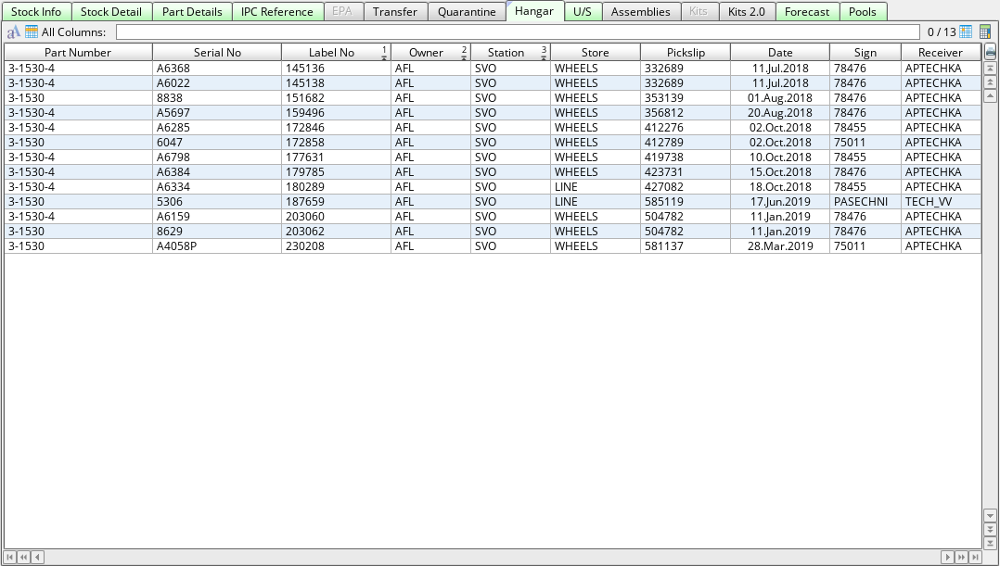 Stock Info Stock Detail Part Details IPC Reference EPA Transfer Quarantine Hangar U/S Assemblies Kits Kits 2.0 Forecast Pools
All Columns: 0 / 13
Part Number Serial No Label No 1 Owner 2 Station 3 Store Pickslip Date Sign Receiver
3-1530-4 A6368 145136 AFL SVO WHEELS 332689 11.Jul.2018 78476 APTECHKA
3-1530-4 A6022 145138 AFL SVO WHEELS 332689 11.Jul.2018 78476 APTECHKA
3-1530 8838 151682 AFL SVO WHEELS 353139 01.Aug.2018 78476 APTECHKA
3-1530-4 A5697 159496 AFL SVO WHEELS 356812 20.Aug.2018 78476 APTECHKA
3-1530-4 A6285 172846 AFL SVO WHEELS 412276 02.Oct.2018 78455 APTECHKA
3-1530 6047 172858 AFL SVO WHEELS 412789 02.Oct.2018 75011 APTECHKA
3-1530-4 A6798 177631 AFL SVO WHEELS 419738 10.Oct.2018 78455 APTECHKA
3-1530-4 A6384 179785 AFL SVO WHEELS 423731 15.Oct.2018 78476 APTECHKA
3-1530-4 A6334 180289 AFL SVO LINE 427082 18.Oct.2018 78455 APTECHKA
3-1530 5306 187659 AFL SVO LINE 585119 17.Jun.2019 PASECHNI TECH_VV
3-1530-4 A6159 203060 AFL SVO WHEELS 504782 11.Jan.2019 78476 APTECHKA
3-1530 8629 203062 AFL SVO WHEELS 504782 11.Jan.2019 78476 APTECHKA
3-1530 A4058P 230208 AFL SVO WHEELS 581137 28.Mar.2019 75011 APTECHKA